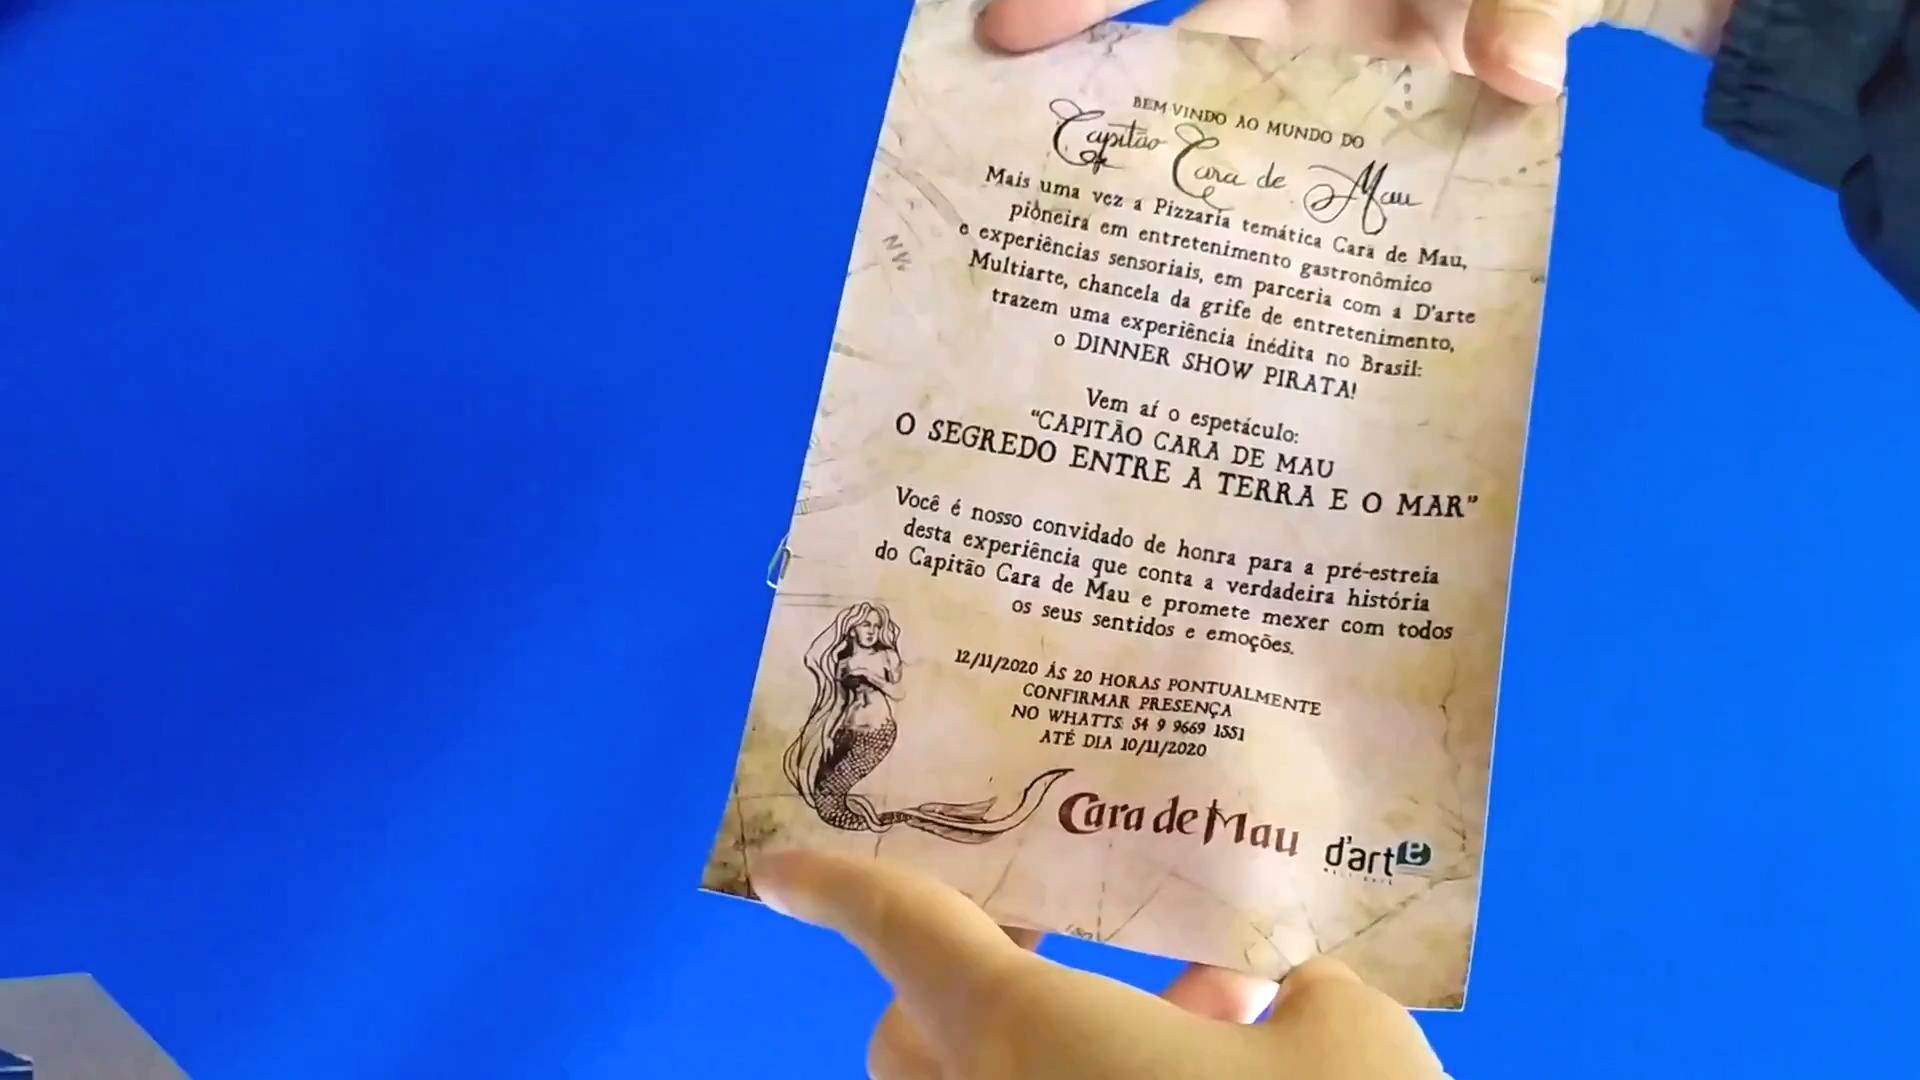 BEM VINDO AO MUNDO DO
Capitão Cara de Mau
Mais uma vez a Pizzaria temática Cara de Mau,
pioneira em entretenimento gastronômico
e experiências sensoriais, em parceria com a D'arte
Multiarte, chancela da grife de entretenimento,
trazem uma experiência inédita no Brasil:
o DINNER SHOW PIRATA!
Vem aí o espetáculo:
"CAPITÃO CARA DE MAU
O SEGREDO ENTRE A TERRA E O MAR"
Você é nosso convidado de honra para a pré-estreia
desta experiência que conta a verdadeira história
do Capitão Cara de Mau e promete mexer com todos
os seus sentidos e emoções.
12/11/2020 ÀS 20 HORAS PONTUALMENTE
CONFIRMAR PRESENÇA
NO WHATTS: 54 9 9669 1551
ATÉ DIA 10/11/2020
Cara de Mau
d'arte
NW